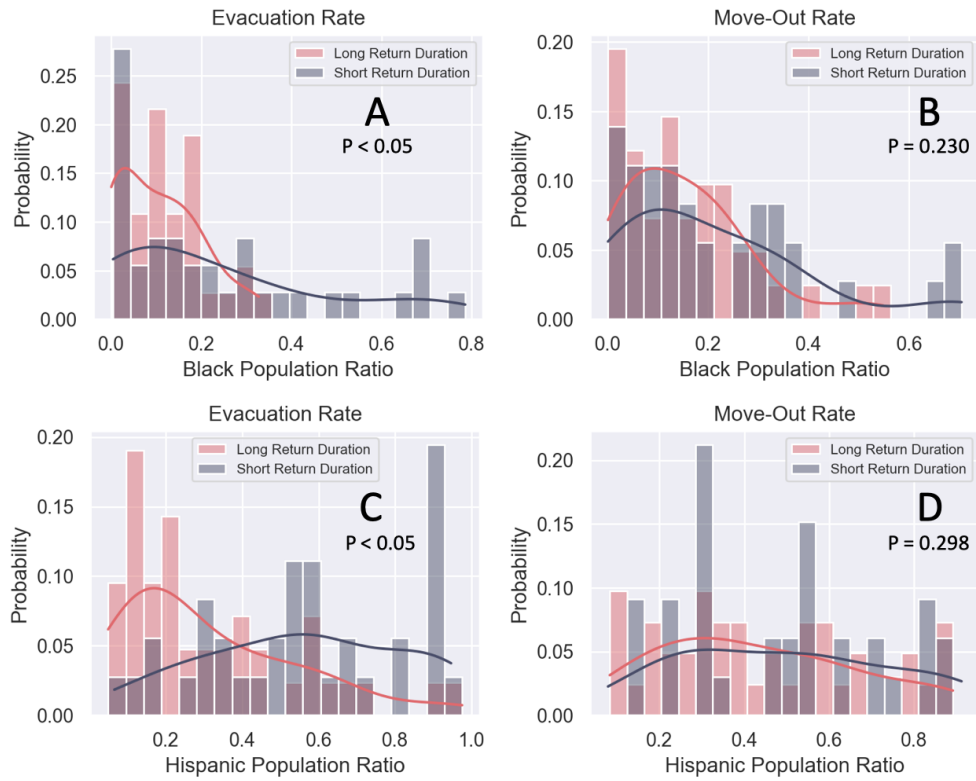 Evacuation Rate
Long Return Duration
Short Return Duration
A
P < 0.05
0.25
0.20
0.15
0.10
0.05
0.00
Probability
0.0 0.2 0.4 0.6 0.8
Black Population Ratio
Move-Out Rate
Long Return Duration
Short Return Duration
B
P = 0.230
0.20
0.15
0.10
0.05
0.00
Probability
0.0 0.2 0.4 0.6
Black Population Ratio
Evacuation Rate
Long Return Duration
Short Return Duration
C
P < 0.05
0.20
0.15
0.10
0.05
0.00
Probability
0.2 0.4 0.6 0.8 1.0
Hispanic Population Ratio
Move-Out Rate
Long Return Duration
Short Return Duration
D
P = 0.298
0.20
0.15
0.10
0.05
0.00
Probability
0.2 0.4 0.6 0.8
Hispanic Population Ratio